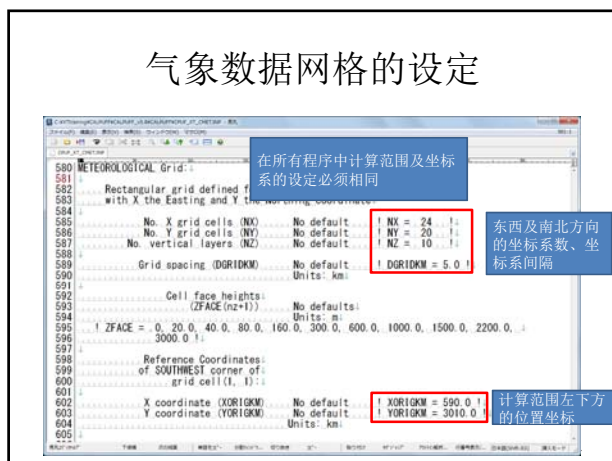 气象数据网格的设定
580 METEOROLOGICAL Grid:
581
582 Rectangular grid defined f
583 with X the Easting and Y the Northing coordinate
584
585 No. X grid cells (NX) No default ! NX = 24 !
586 No. Y grid cells (NY) No default ! NY = 20 !
587 No. vertical layers (NZ) No default ! NZ = 10 !
588
589 Grid spacing (DGRIDKM) No default ! DGRIDKM = 5.0 !
590 Units: km
591
592 Cell face heights
593 (ZFACE(nz+1)) No defaults
594 Units: m
595 ! ZFACE = .0, 20.0, 40.0, 80.0, 160.0, 300.0, 600.0, 1000.0, 1500.0, 2200.0,
596 3000.0 !
597
598 Reference Coordinates
599 of SOUTHWEST corner of
600 grid cell(1, 1):
601
602 X coordinate (XORIGKM) No default ! XORIGKM = 590.0 !
603 Y coordinate (YORIGKM) No default ! YORIGKM = 3010.0 !
604 Units: km
605
在所有程序中计算范围及坐标
系的设定必须相同
东西及南北方向
的坐标系数、坐
标系间隔
计算范围左下方
的位置坐标